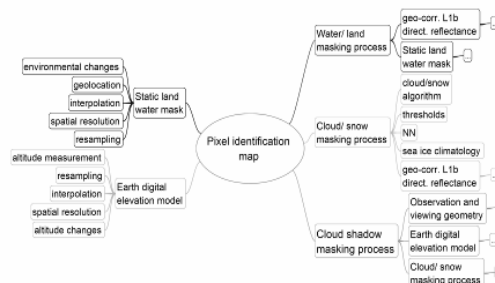 environmental changes
geolocation
interpolation
spatial resolution
resampling
Static land
water mask
altitude measurement
resampling
interpolation
spatial resolution
altitude changes
Earth digital
elevation model
Pixel identification
map
Water/ land
masking process
geo-corr. L1b
direct. reflectance
Static land
water mask
Cloud/ snow
masking process
cloud/snow
algorithm
thresholds
NN
sea ice climatology
geo-corr. L1b
direct. reflectance
Cloud shadow
masking process
Observation and
viewing geometry
Earth digital
elevation model
Cloud/ snow
masking process